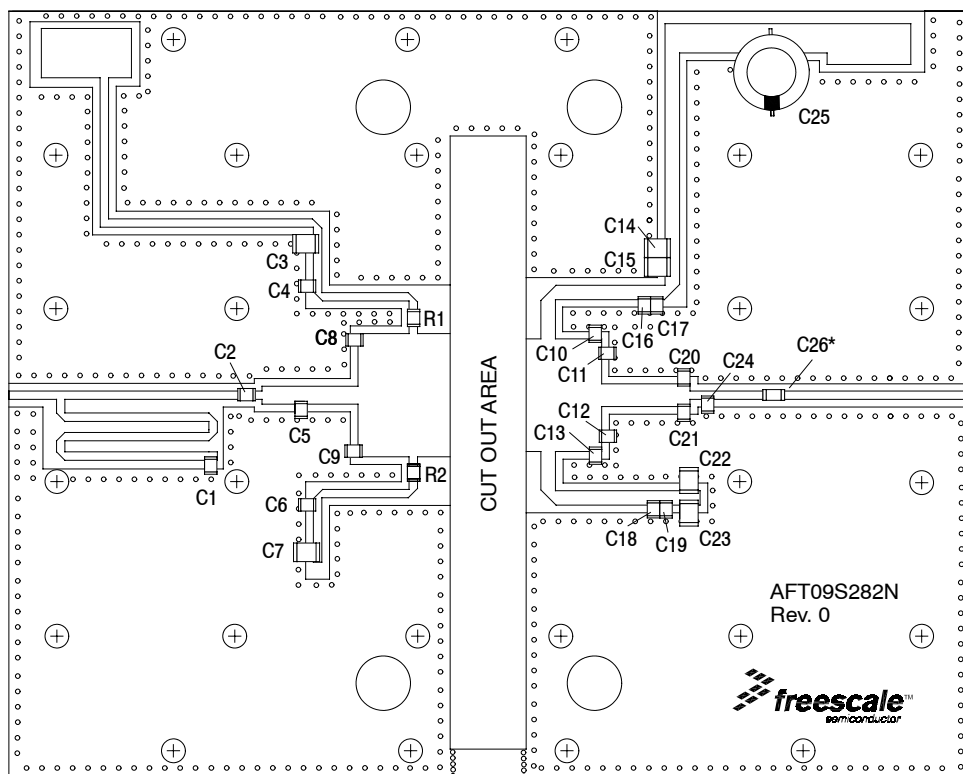 C25
C14
C15
C3
C4
R1
C16
C17
C8
C10
C11
C20
C24
C26*
C2
C5
C12
C13
C21
C9
R2
C22
C1
C6
C7
C18
C19
C23
CUT OUT AREA
AFT09S282N
Rev. 0
freescale™
semiconductor